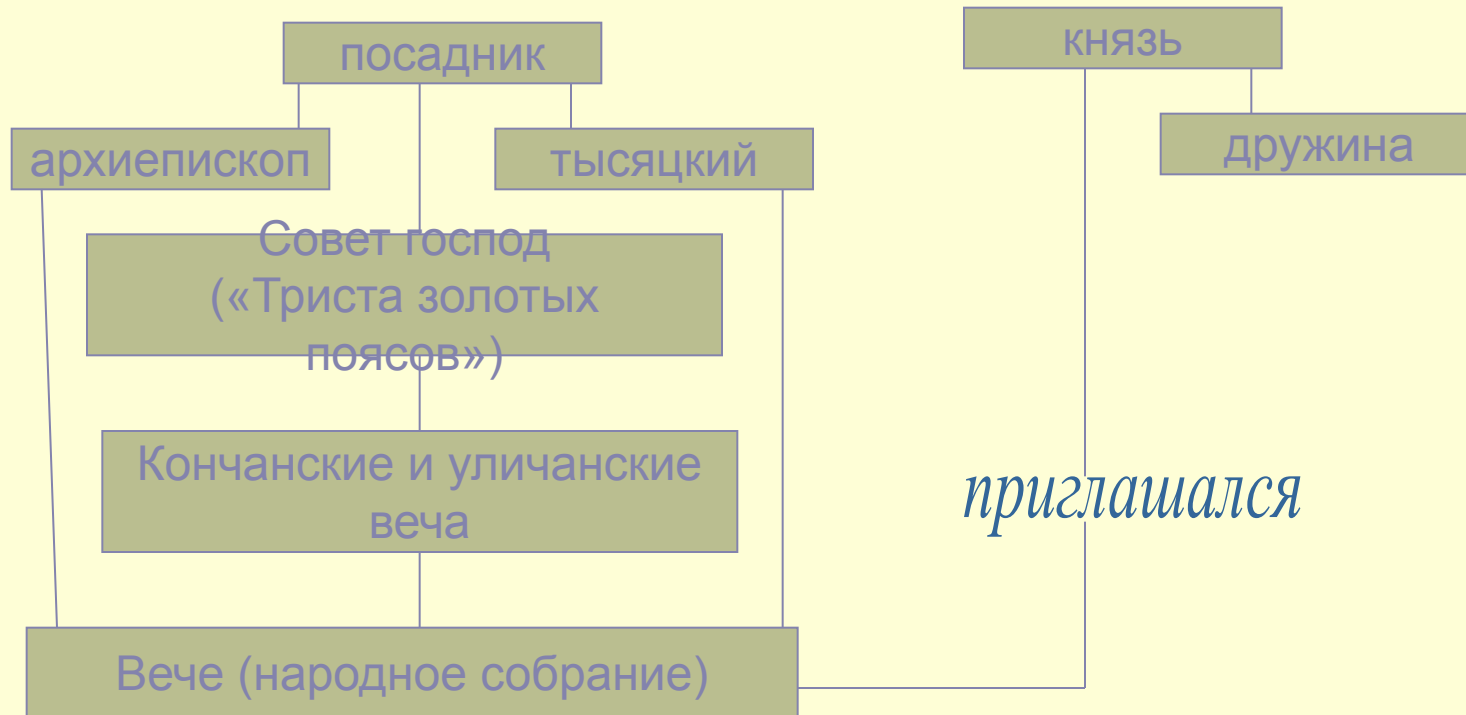 посадник
князь
архиепископ
тысяцкий
дружина
Совет господ
(«Триста золотых
поясов»)
Кончанские и уличанские
веча
приглашался
Вече (народное собрание)